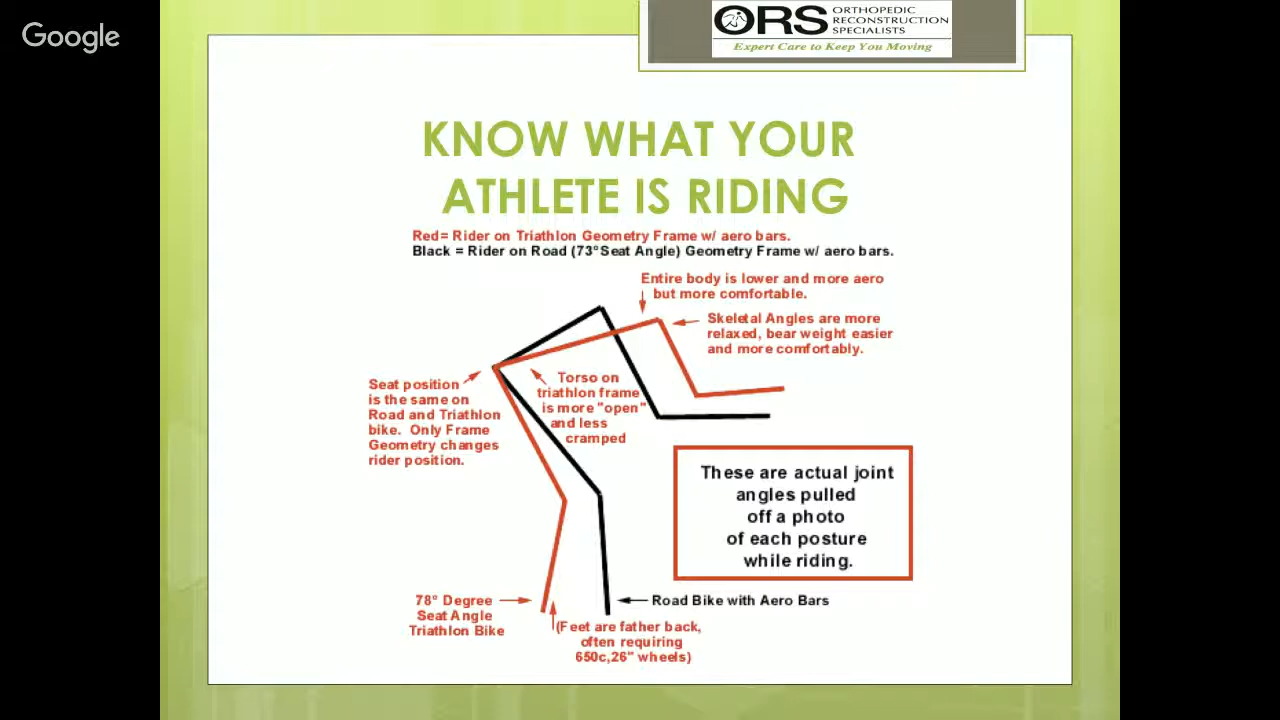 Google
ORS ORTHOPEDIC
RECONSTRUCTION
SPECIALISTS
Expert Care to Keep You Moving
KNOW WHAT YOUR
ATHLETE IS RIDING
Red= Rider on Triathlon Geometry Frame w/ aero bars.
Black = Rider on Road (73°Seat Angle) Geometry Frame w/ aero bars.
Entire body is lower and more aero
but more comfortable.
Skeletal Angles are more
relaxed, bear weight easier
and more comfortably.
Seat position
is the same on
Road and Triathlon
bike. Only Frame
Geometry changes
rider position.
Torso on
triathlon frame
is more "open"
and less
cramped
These are actual joint
angles pulled
off a photo
of each posture
while riding.
78° Degree
Seat Angle
Triathlon Bike
Road Bike with Aero Bars
(Feet are father back,
often requiring
650c,26" wheels)